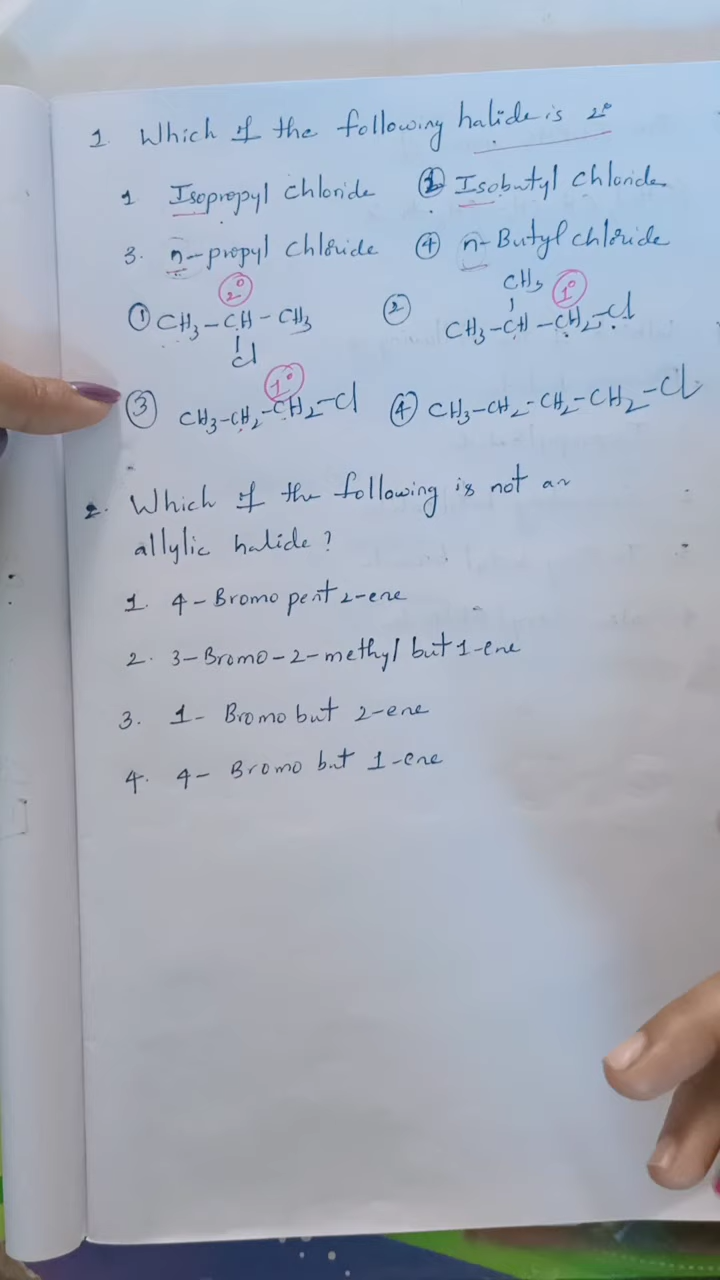 1. Which of the following halide is 2°
1 Isopropyl chloride ② Isobutyl chloride
3. n-propyl chloride ④ n-Butyl chloride
2° CH3 1°
① CH3-CH-CH3 ② CH3-CH-CH2-Cl
Cl
1°
③ CH3-CH2-CH2-Cl ④ CH3-CH2-CH2-CH2-Cl
2. Which of the following is not an
allylic halide?
1. 4-Bromo pent 2-ene
2. 3-Bromo-2-methyl but 1-ene
3. 1- Bromo but 2-ene
4. 4- Bromo but 1-ene